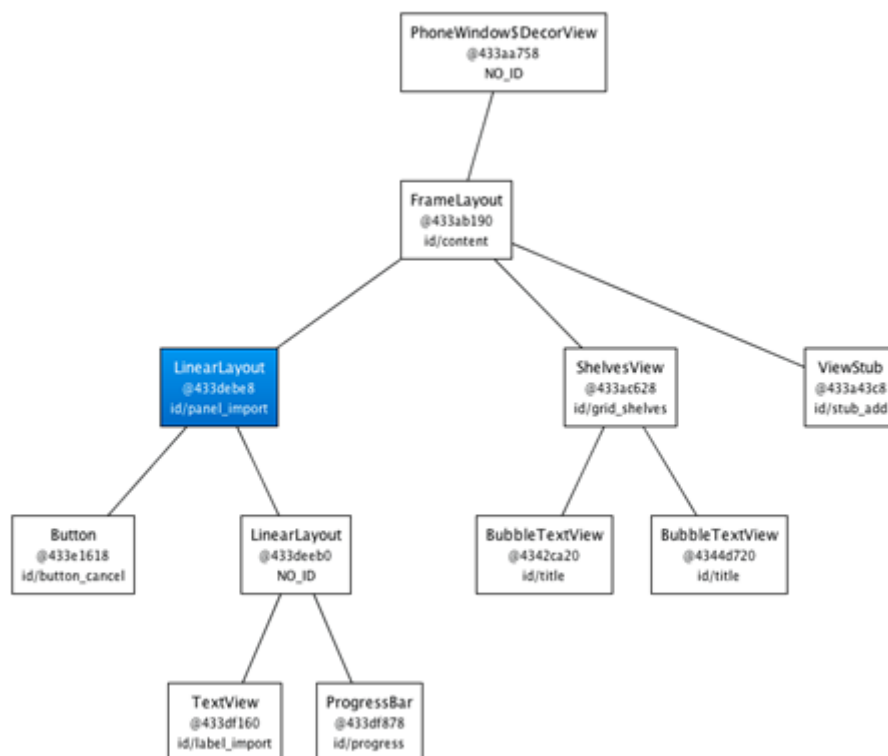 PhoneWindow$DecorView
@433aa758
NO_ID
FrameLayout
@433ab190
id/content
LinearLayout
@433debe8
id/panel_import
ShelvesView
@433ac628
id/grid_shelves
ViewStub
@433a43c8
id/stub_add
Button
@433e1618
id/button_cancel
LinearLayout
@433deeb0
NO_ID
BubbleTextView
@4342ca20
id/title
BubbleTextView
@4344d720
id/title
TextView
@433df160
id/label_import
ProgressBar
@433df878
id/progress